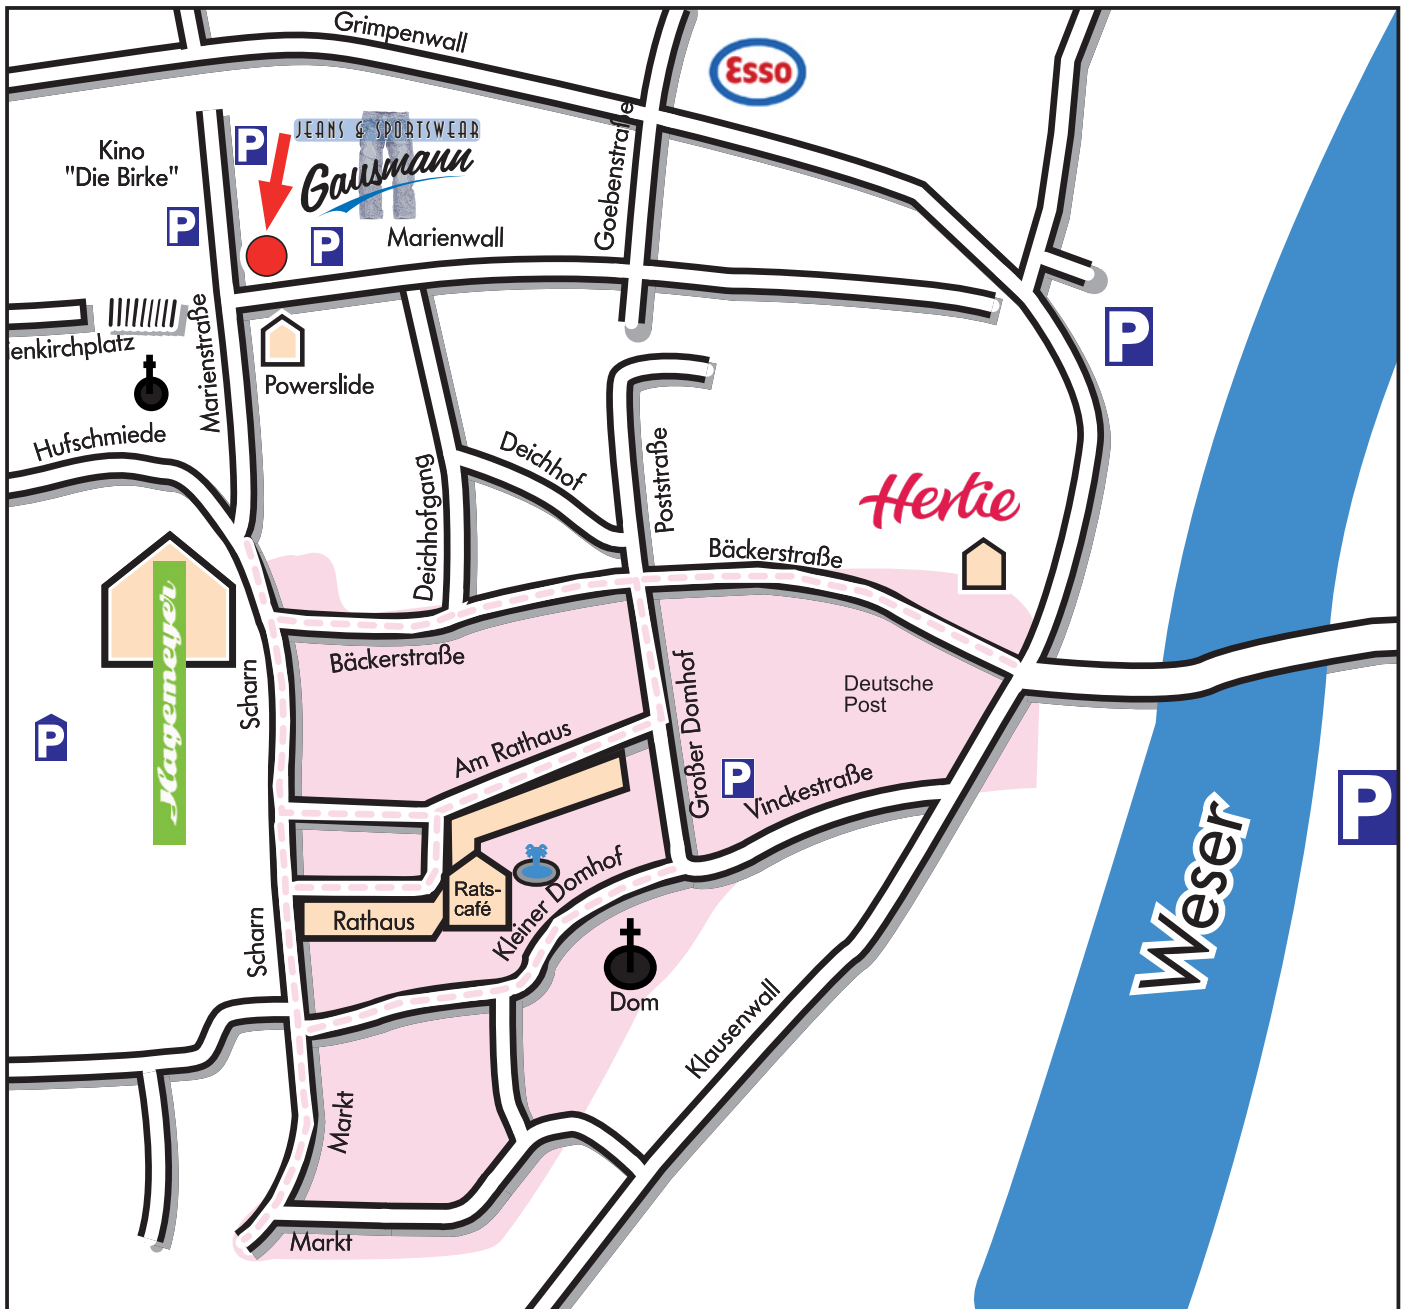 Grimpenwall
Esso
P
JEANS & SPORTSWEAR
Gausmann
Kino
"Die Birke"
Goebenstraße
P
P
Marienwall
Marienstraße
enkirchplatz
P
Powerslide
Hufschmiede
Deichhof
Poststraße
Deichhofgang
Hertie
Bäckerstraße
Hagemeyer
Bäckerstraße
Scharn
Großer Domhof
Deutsche
Post
P
Am Rathaus
P
Vinckestraße
P
Weser
Rats-
café
Rathaus
Kleiner Domhof
Scharn
Dom
Klausenwall
Markt
Markt